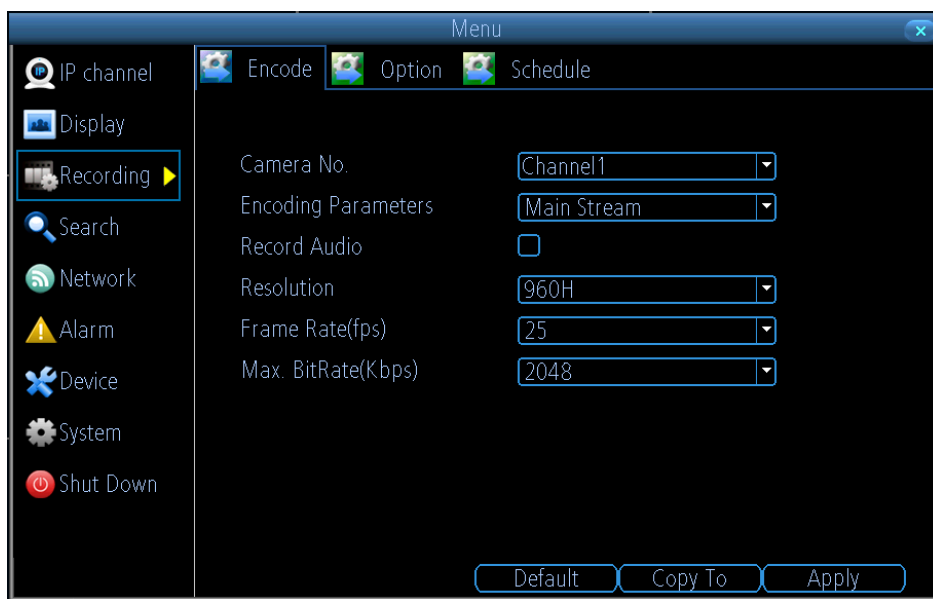 Menu
IP channel
Display
Recording
Search
Network
Alarm
Device
System
Shut Down
Encode Option Schedule
Camera No. Channel1
Encoding Parameters Main Stream
Record Audio
Resolution 960H
Frame Rate(fps) 25
Max. BitRate(Kbps) 2048
Default Copy To Apply